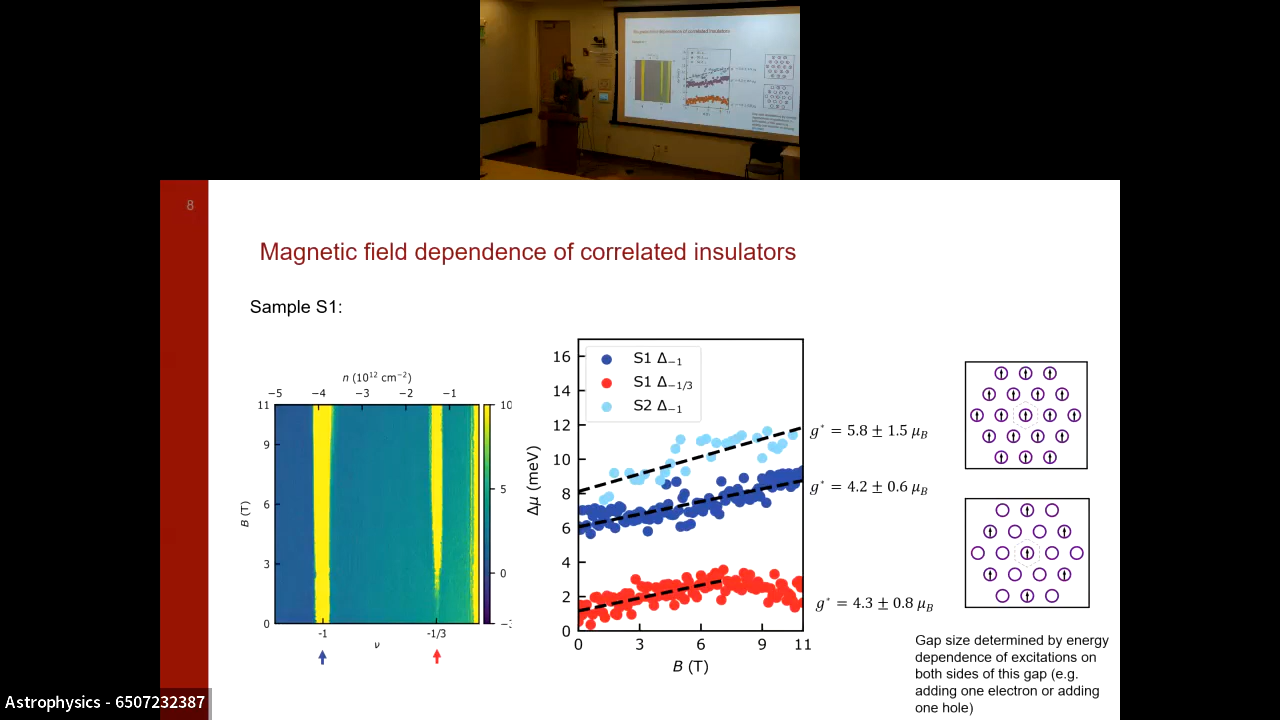 8
Magnetic field dependence of correlated insulators
Sample S1:
n (10¹² cm⁻²)
−5 −4 −3 −2 −1
11
9
6
3
0
B (T)
-1
-1/3
ν
10
5
0
16
14
12
10
8
6
4
2
0
Δμ (meV)
S1 Δ₋₁
S1 Δ₋₁/₃
S2 Δ₋₁
0 3 6 9 11
B (T)
g* = 5.8 ± 1.5 μB
g* = 4.2 ± 0.6 μB
g* = 4.3 ± 0.8 μB
Gap size determined by energy
dependence of excitations on
both sides of this gap (e.g.
adding one electron or adding
one hole)
Astrophysics - 6507232387